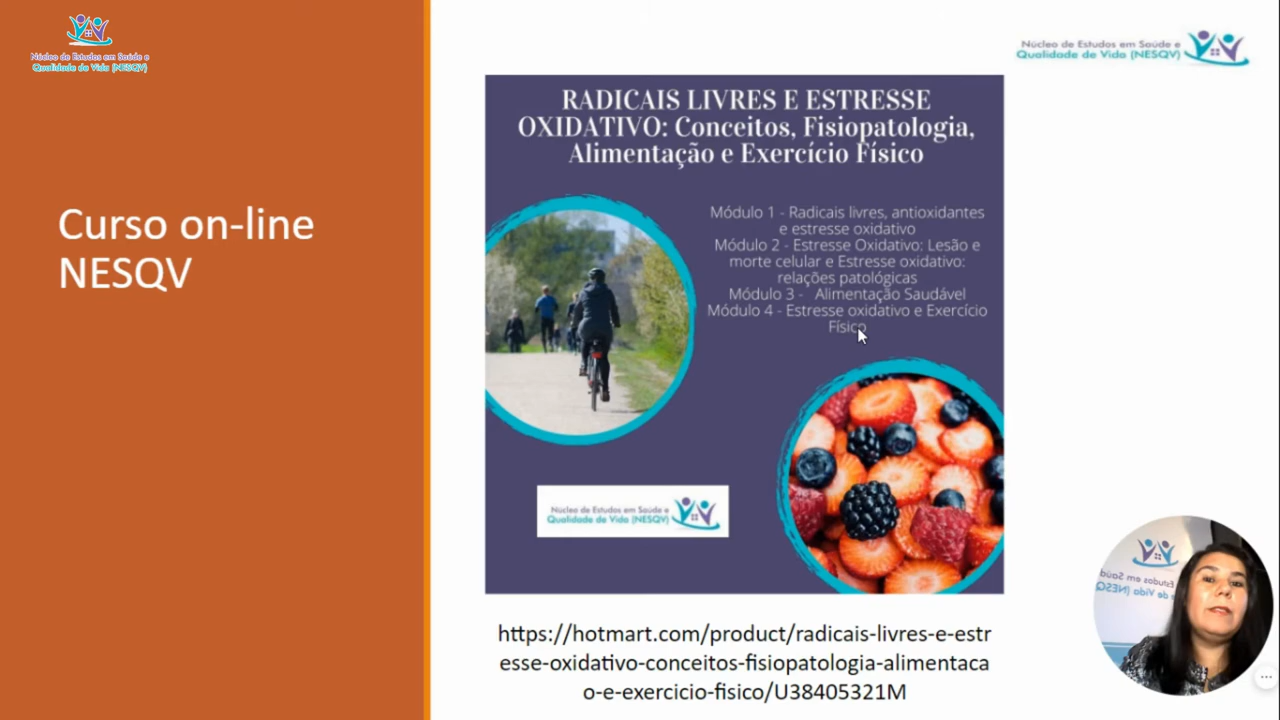 Núcleo de Estudos em Saúde e
Qualidade de Vida (NESQV)
Núcleo de Estudos em Saúde e
Qualidade de Vida (NESQV)
Curso on-line
NESQV
RADICAIS LIVRES E ESTRESSE
OXIDATIVO: Conceitos, Fisiopatologia,
Alimentação e Exercício Físico
Módulo 1 - Radicais livres, antioxidantes
e estresse oxidativo
Módulo 2 - Estresse Oxidativo: Lesão e
morte celular e Estresse oxidativo:
relações patológicas
Módulo 3 - Alimentação Saudável
Módulo 4 - Estresse oxidativo e Exercício
Físico
Núcleo de Estudos em Saúde e
Qualidade de Vida (NESQV)
https://hotmart.com/product/radicais-livres-e-estr
esse-oxidativo-conceitos-fisiopatologia-alimentaca
o-e-exercicio-fisico/U38405321M